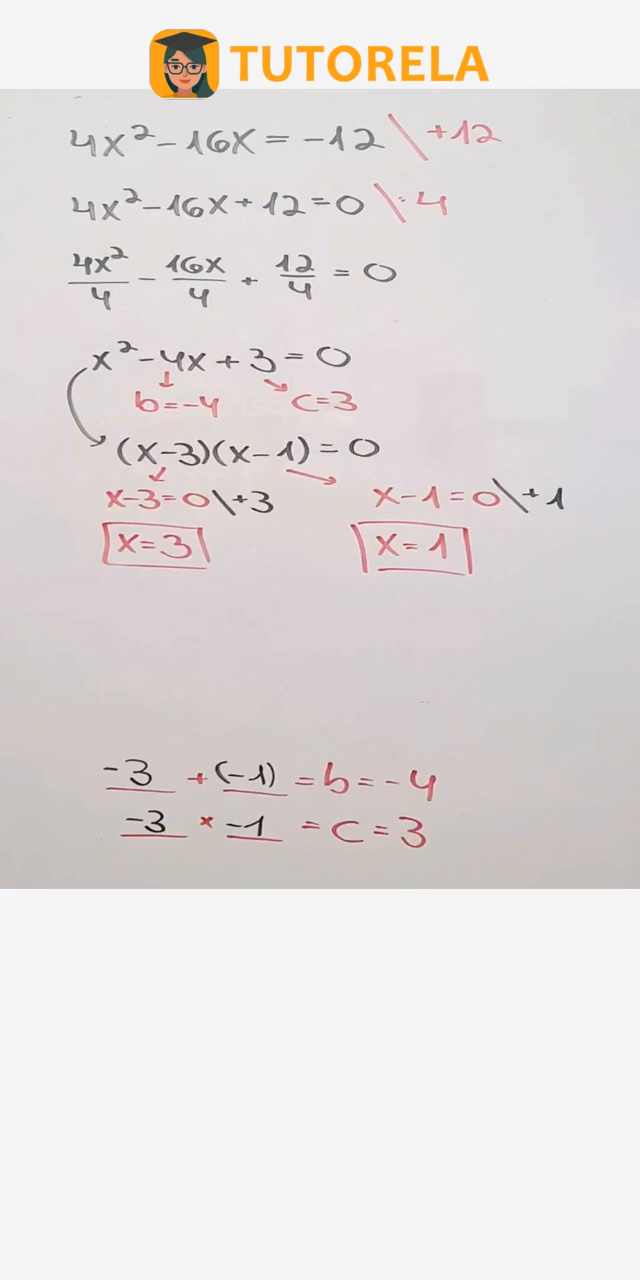 TUTORELA
4x² - 16x = -12 \ +12
4x² - 16x + 12 = 0 \ :4
4x²/4 - 16x/4 + 12/4 = 0
x² - 4x + 3 = 0
b = -4 c = 3
(x-3)(x-1) = 0
x-3=0 \ +3 x-1=0 \ +1
x=3 x=1
-3 + (-1) = b = -4
-3 × -1 = c = 3